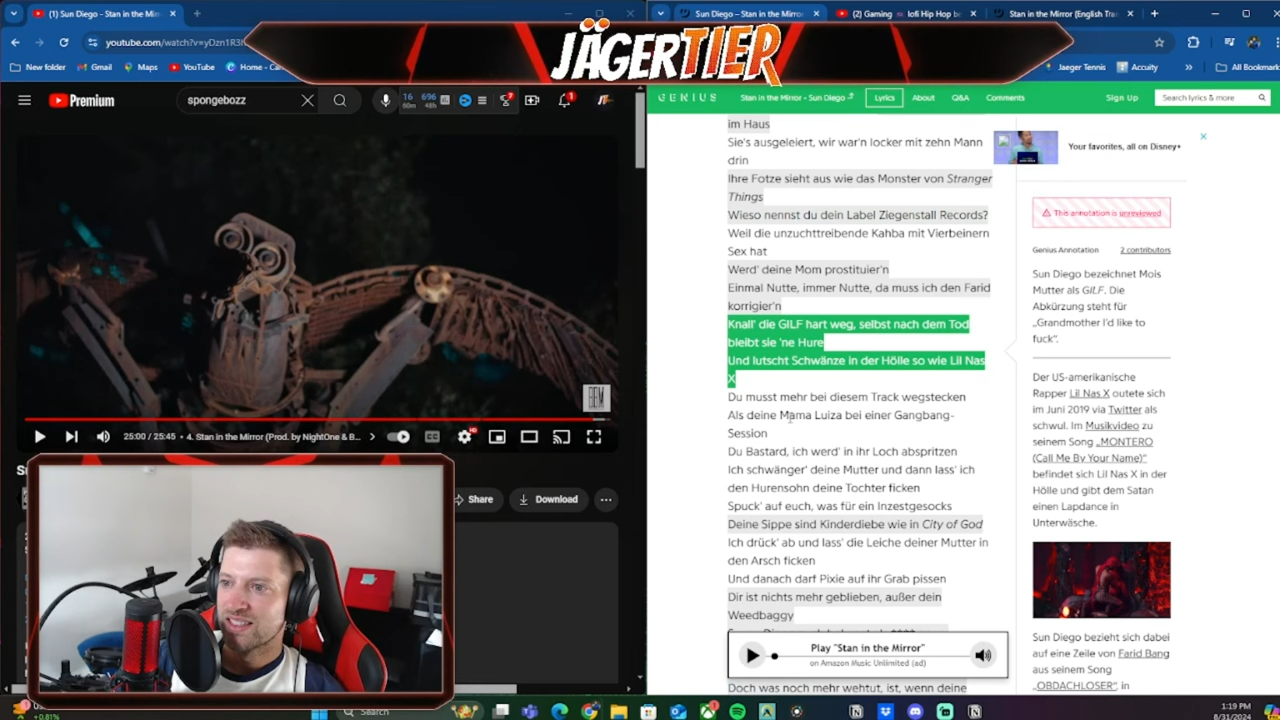 (1) Sun Diego - Stan in the Mirr
Sun Diego – Stan in the Mirror
(2) Gaming
lofi Hip Hop b
Stan in the Mirror (English Tra
JÄGERTIER
youtube.com/watch?v=yDzn1R3l
New folder
Gmail
Maps
YouTube
Home - Ca
Jaeger Tennis
Accuity
All Bookmark
Premium
spongebozz
16
60m
696
48h
7
1
GENIUS
Stan in the Mirror - Sun Diego
Lyrics
About
Q&A
Comments
Sign Up
Search lyrics & more
im Haus
Sie's ausgeleiert, wir war'n locker mit zehn Mann
drin
Ihre Fotze sieht aus wie das Monster von Stranger
Things
Wieso nennst du dein Label Ziegenstall Records?
Weil die unzuchttreibende Kahba mit Vierbeinern
Sex hat
Werd' deine Mom prostituier'n
Einmal Nutte, immer Nutte, da muss ich den Farid
korrigier'n
Knall' die GILF hart weg, selbst nach dem Tod
bleibt sie 'ne Hure
Und lutscht Schwänze in der Hölle so wie Lil Nas
X
Du musst mehr bei diesem Track wegstecken
Als deine Mama Luiza bei einer Gangbang-
Session
Du Bastard, ich werd' in ihr Loch abspritzen
Ich schwänger' deine Mutter und dann lass' ich
den Hurensohn deine Tochter ficken
Spuck' auf euch, was für ein Inzestgesocks
Deine Sippe sind Kinderdiebe wie in City of God
Ich drück' ab und lass' die Leiche deiner Mutter in
den Arsch ficken
Und danach darf Pixie auf ihr Grab pissen
Dir ist nichts mehr geblieben, außer dein
Weedbaggy
Play "Stan in the Mirror"
on Amazon Music Unlimited (ad)
Doch was noch mehr wehtut, ist, wenn deine
Your favorites, all on Disney+
This annotation is unreviewed
Genius Annotation
2 contributors
Sun Diego bezeichnet Mois
Mutter als GILF. Die
Abkürzung steht für
„Grandmother I'd like to
fuck".
Der US-amerikanische
Rapper Lil Nas X outete sich
im Juni 2019 via Twitter als
schwul. Im Musikvideo zu
seinem Song „MONTERO
(Call Me By Your Name)"
befindet sich Lil Nas X in der
Hölle und gibt dem Satan
einen Lapdance in
Unterwäsche.
Sun Diego bezieht sich dabei
auf eine Zeile von Farid Bang
aus seinem Song
„OBDACHLOSER", in
BBM
25:00 / 25:45 • 4. Stan in the Mirror (Prod. by NightOne & B...
CC
HD
Share
Download
+0.81%
Search
1:19 PM
8/31/2024